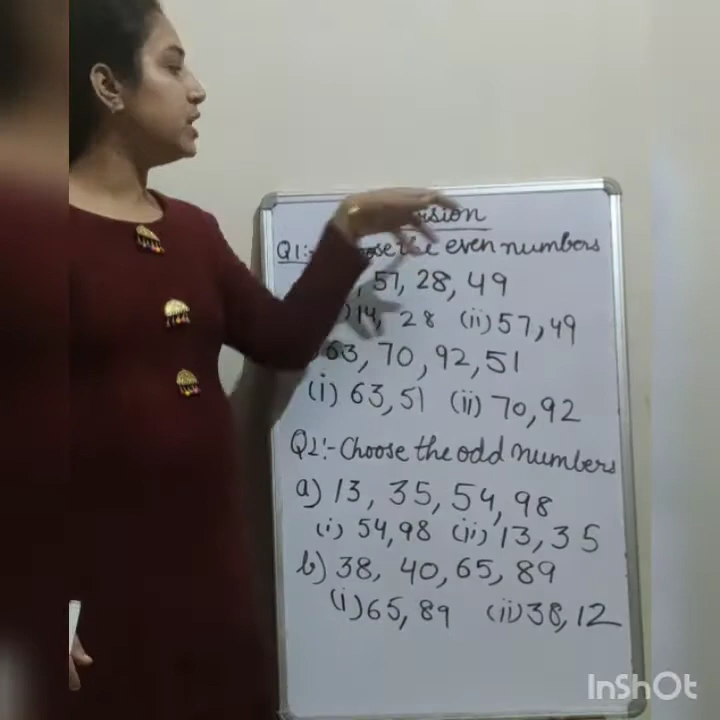 Q1:- the even numbers
, 57, 28, 49
14, 28 (ii) 57, 49
63, 70, 92, 51
(i) 63, 51 (ii) 70, 92
Q2:- Choose the odd numbers
a) 13, 35, 54, 98
(i) 54, 98 (ii) 13, 35
b) 38, 40, 65, 89
(i) 65, 89 (ii) 38, 12
InShOt